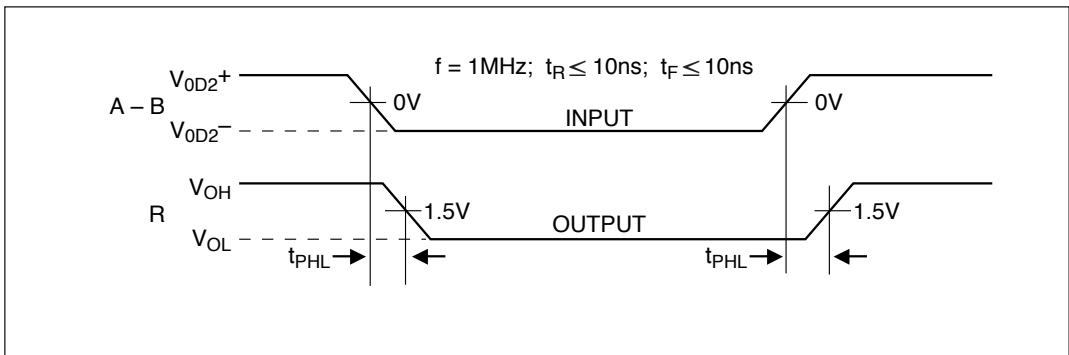 f = 1MHz; tR ≤ 10ns; tF ≤ 10ns
V0D2+
A – B
0V
0V
V0D2–
INPUT
VOH
R
1.5V
1.5V
VOL
OUTPUT
tPHL
tPHL